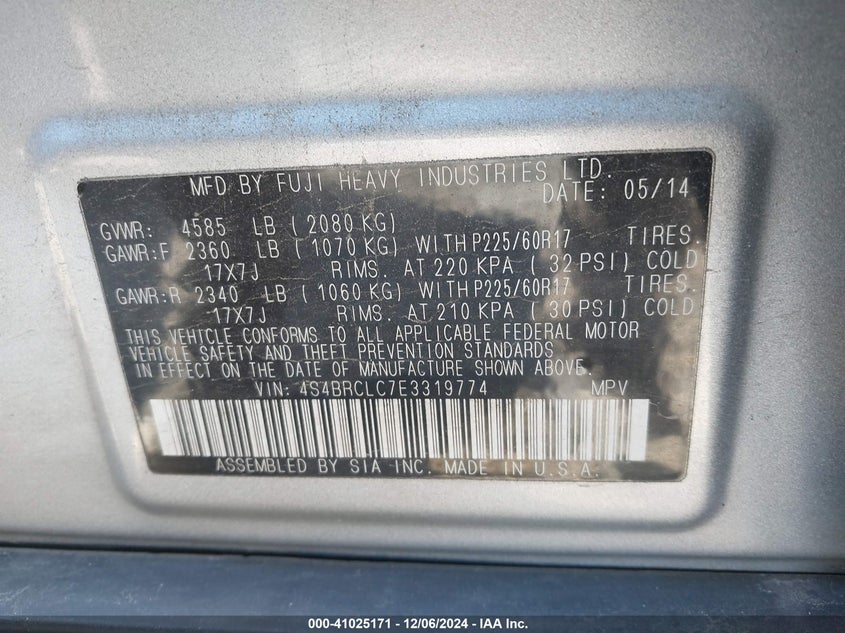 MFD BY FUJI HEAVY INDUSTRIES LTD.
DATE: 05/14
GVWR: 4585 LB ( 2080 KG)
GAWR:F 2360 LB ( 1070 KG) WITH P225/60R17 TIRES.
17X7J RIMS. AT 220 KPA ( 32 PSI) COLD
GAWR:R 2340 LB ( 1060 KG) WITH P225/60R17 TIRES.
17X7J RIMS. AT 210 KPA ( 30 PSI) COLD
THIS VEHICLE CONFORMS TO ALL APPLICABLE FEDERAL MOTOR
VEHICLE SAFETY AND THEFT PREVENTION STANDARDS
IN EFFECT ON THE DATE OF MANUFACTURE SHOWN ABOVE.
VIN: 4S4BRCLC7E3319774 MPV
ASSEMBLED BY SIA INC. MADE IN U.S.A.
000-41025171 - 12/06/2024 - IAA Inc.